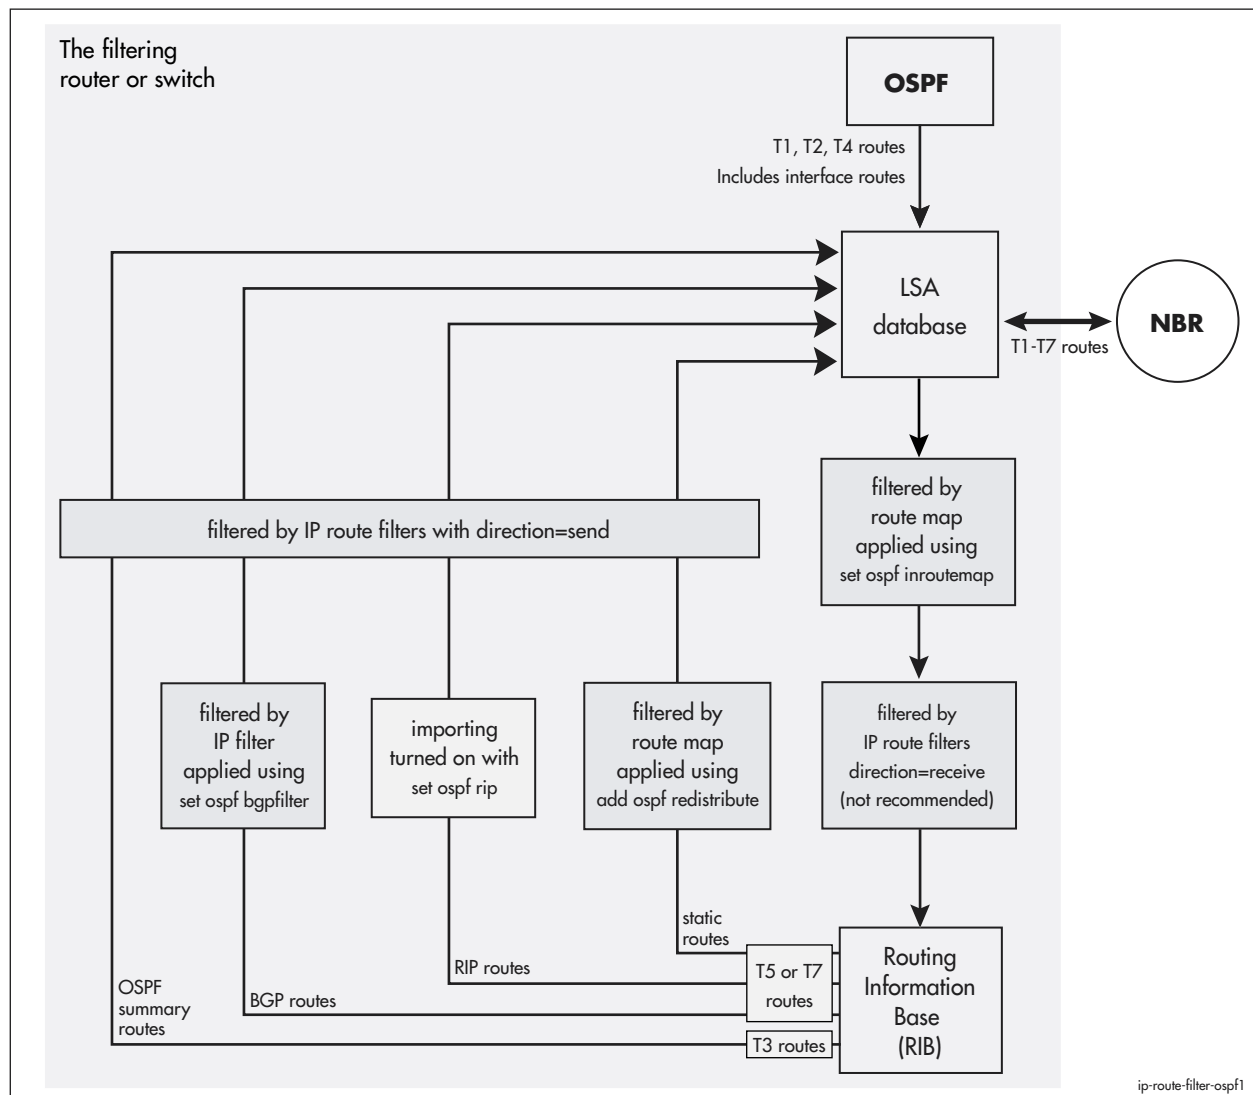 The filtering
router or switch
OSPF
T1, T2, T4 routes
Includes interface routes
LSA
database
NBR
T1-T7 routes
filtered by IP route filters with direction=send
filtered by
route map
applied using
set ospf inroutemap
filtered by
IP filter
applied using
set ospf bgpfilter
importing
turned on with
set ospf rip
filtered by
route map
applied using
add ospf redistribute
filtered by
IP route filters
direction=receive
(not recommended)
static
routes
RIP routes
BGP routes
OSPF
summary
routes
T5 or T7
routes
T3 routes
Routing
Information
Base
(RIB)
ip-route-filter-ospf1